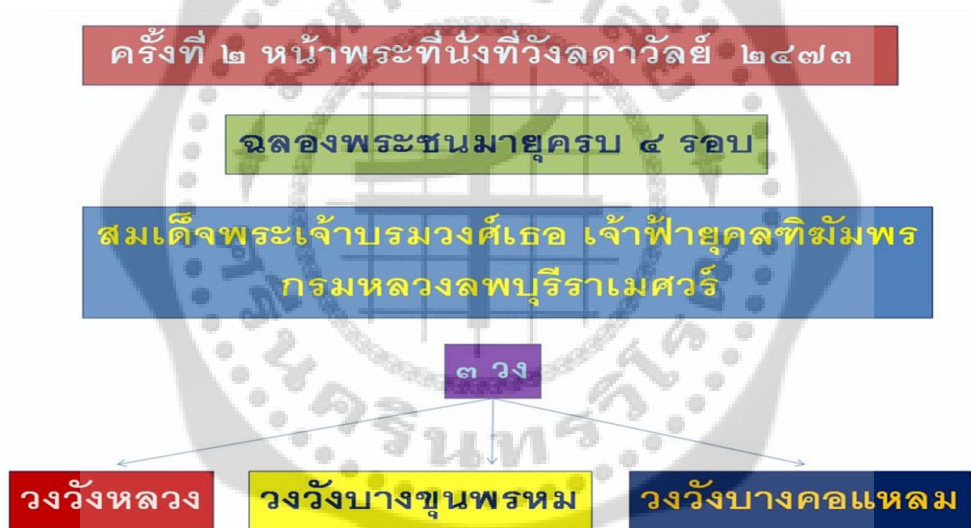 ครั้งที่ ๒ หน้าพระที่นั่งที่วังลดาวัลย์ ๒๔๗๓
ฉลองพระชนมายุครบ ๔ รอบ
สมเด็จพระเจ้าบรมวงศ์เธอ เจ้าฟ้ายุคลฑิฆัมพร
กรมหลวงลพบุรีราเมศวร์
๓ วง
วงวังหลวง วงวังบางขุนพรหม วงวังบางคอแหลม